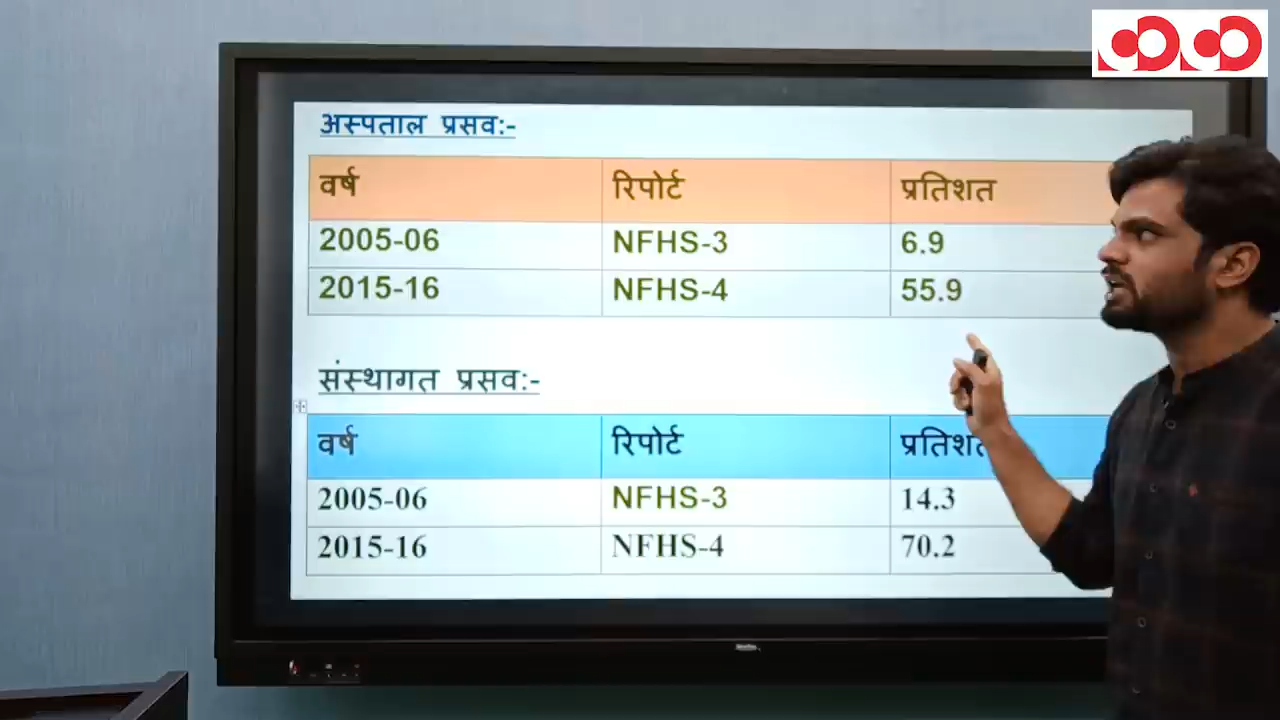 अस्पताल प्रसव:-
वर्ष रिपोर्ट प्रतिशत
2005-06 NFHS-3 6.9
2015-16 NFHS-4 55.9
संस्थागत प्रसव:-
वर्ष रिपोर्ट प्रतिशत
2005-06 NFHS-3 14.3
2015-16 NFHS-4 70.2